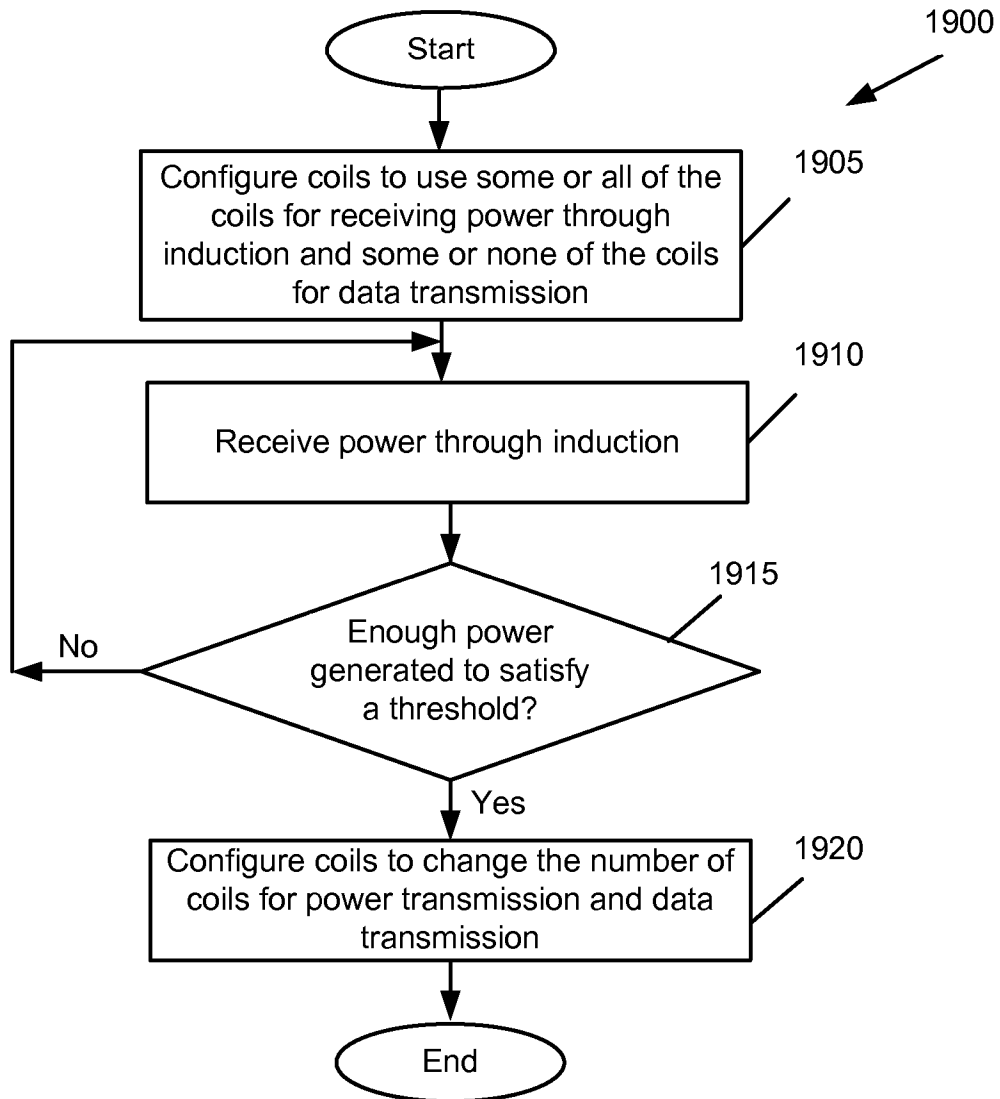 1900
Start
1905
Configure coils to use some or all of the
coils for receiving power through
induction and some or none of the coils
for data transmission
1910
Receive power through induction
1915
Enough power
generated to satisfy
a threshold?
No
Yes
1920
Configure coils to change the number of
coils for power transmission and data
transmission
End